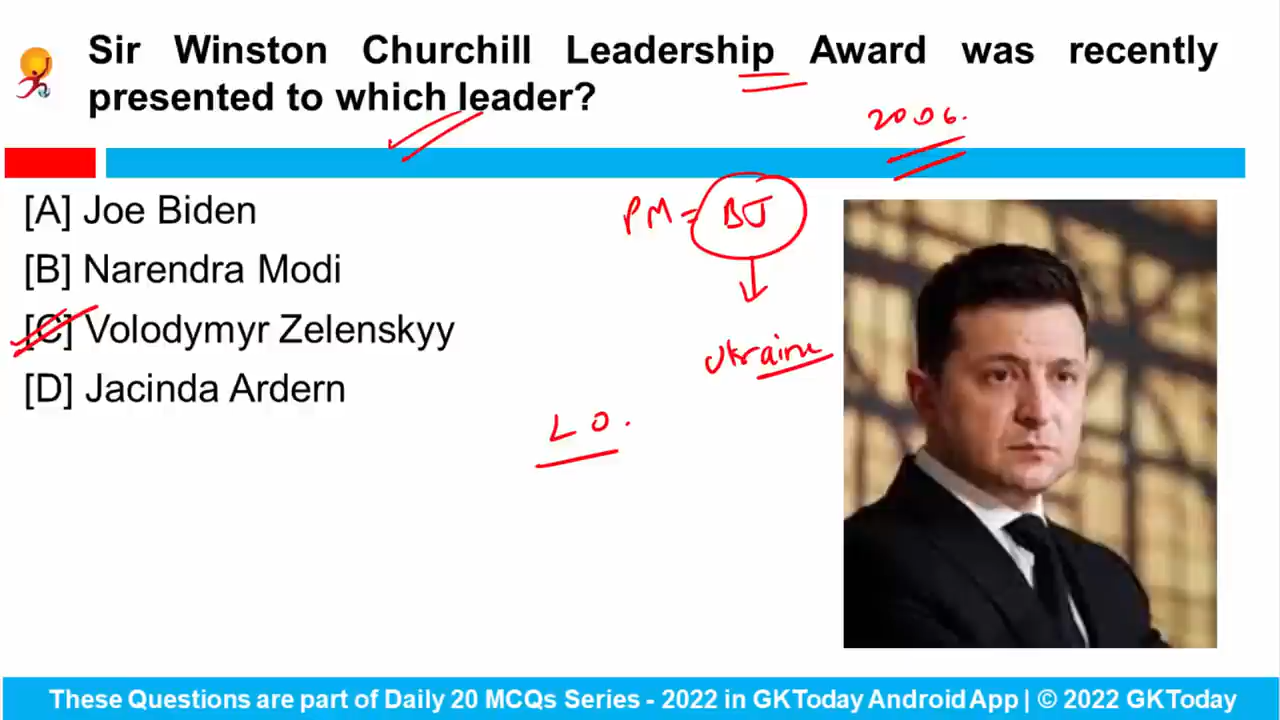 Sir Winston Churchill Leadership Award was recently
presented to which leader?
2006.
[A] Joe Biden
PM = BJ
[B] Narendra Modi
[C] Volodymyr Zelenskyy
Ukraine
[D] Jacinda Ardern
L O.
These Questions are part of Daily 20 MCQs Series - 2022 in GKToday Android App | © 2022 GKToday